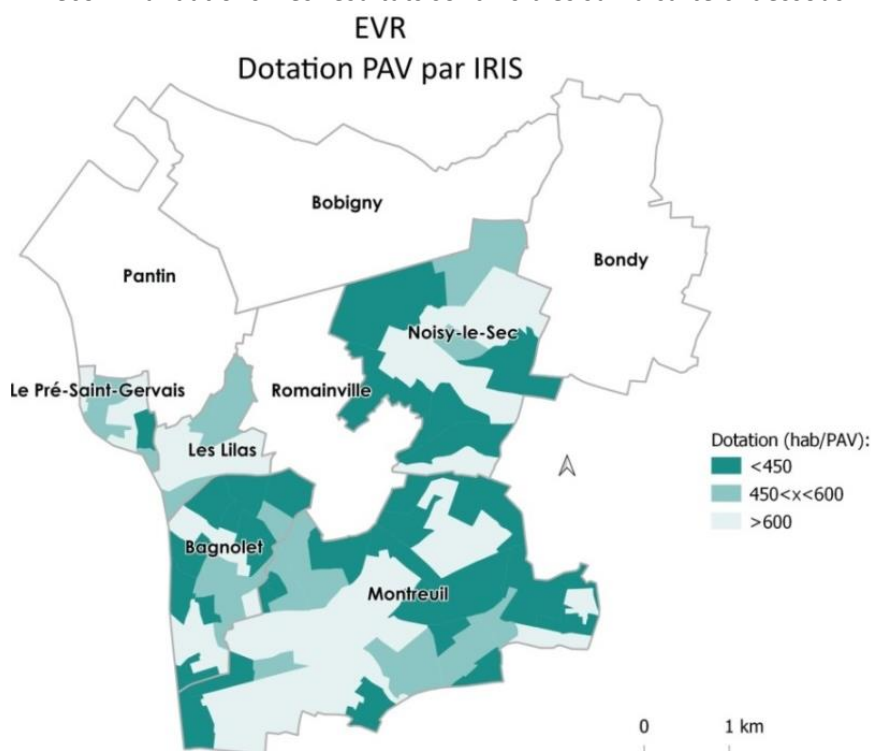 EVR
Dotation PAV par IRIS
Bobigny
Pantin
Bondy
Noisy-le-Sec
Le Pré-Saint-Gervais
Romainville
Les Lilas
Dotation (hab/PAV):
<450
450<x<600
>600
Bagnolet
Montreuil
0 1 km